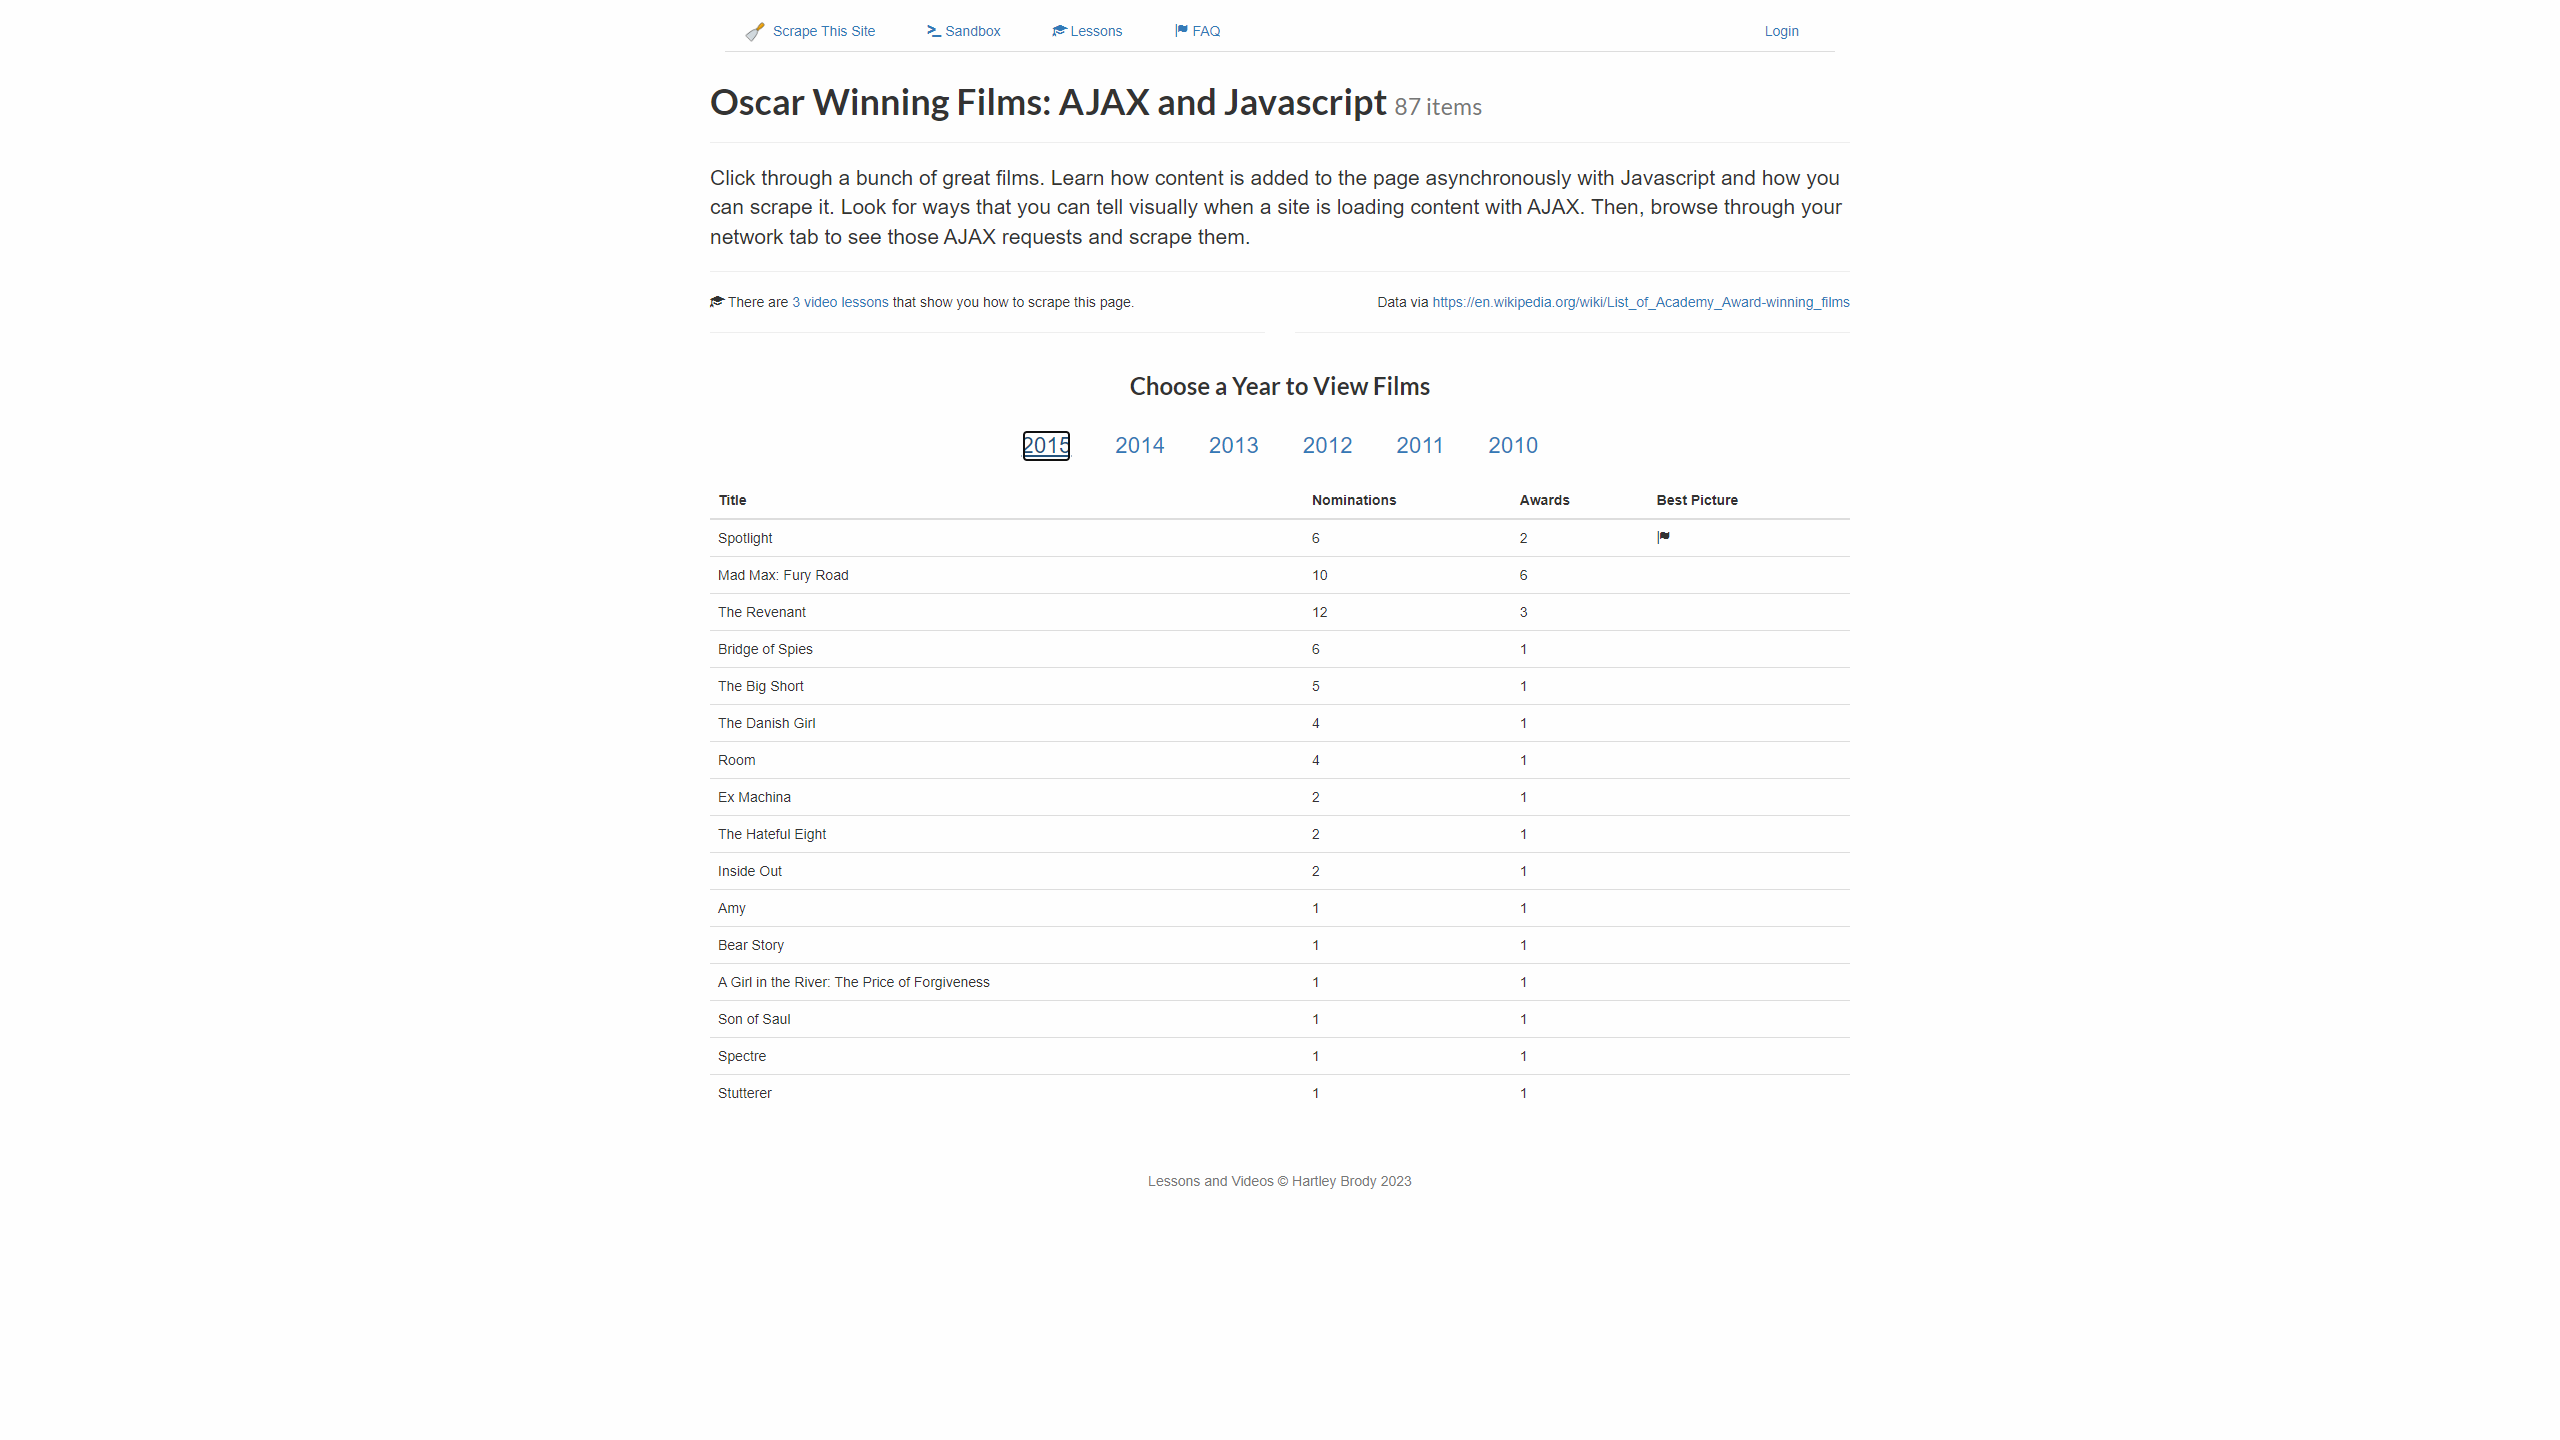 Scrape This Site Sandbox Lessons FAQ Login
Oscar Winning Films: AJAX and Javascript 87 items
Click through a bunch of great films. Learn how content is added to the page asynchronously with Javascript and how you
can scrape it. Look for ways that you can tell visually when a site is loading content with AJAX. Then, browse through your
network tab to see those AJAX requests and scrape them.
There are 3 video lessons that show you how to scrape this page. Data via https://en.wikipedia.org/wiki/List_of_Academy_Award-winning_films
Choose a Year to View Films
2015 2014 2013 2012 2011 2010
Title Nominations Awards Best Picture
Spotlight 6 2
Mad Max: Fury Road 10 6
The Revenant 12 3
Bridge of Spies 6 1
The Big Short 5 1
The Danish Girl 4 1
Room 4 1
Ex Machina 2 1
The Hateful Eight 2 1
Inside Out 2 1
Amy 1 1
Bear Story 1 1
A Girl in the River: The Price of Forgiveness 1 1
Son of Saul 1 1
Spectre 1 1
Stutterer 1 1
Lessons and Videos © Hartley Brody 2023